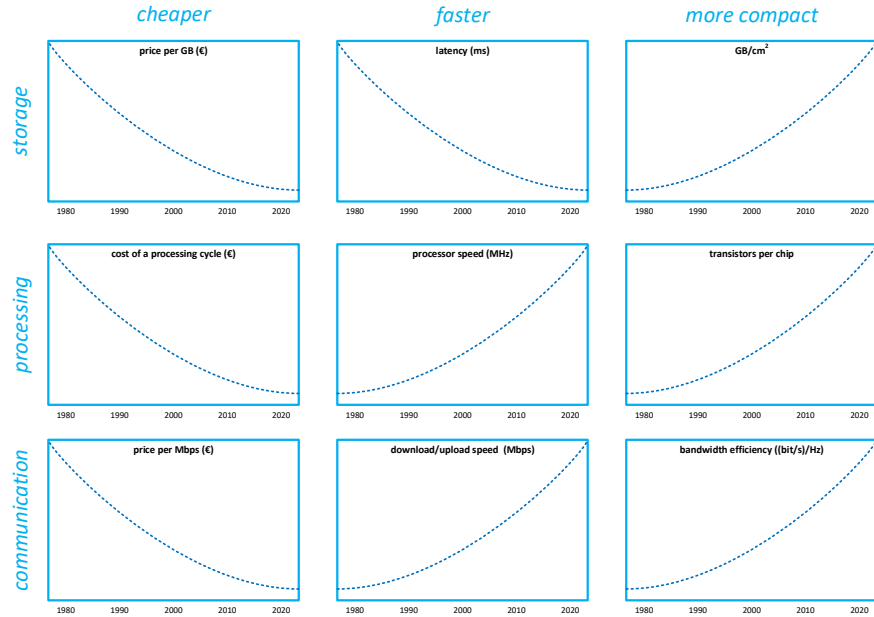 cheaper faster more compact
storage
price per GB (€) latency (ms) GB/cm²
1980 1990 2000 2010 2020 1980 1990 2000 2010 2020 1980 1990 2000 2010 2020
processing
cost of a processing cycle (€) processor speed (MHz) transistors per chip
1980 1990 2000 2010 2020 1980 1990 2000 2010 2020 1980 1990 2000 2010 2020
communication
price per Mbps (€) download/upload speed (Mbps) bandwidth efficiency ((bit/s)/Hz)
1980 1990 2000 2010 2020 1980 1990 2000 2010 2020 1980 1990 2000 2010 2020